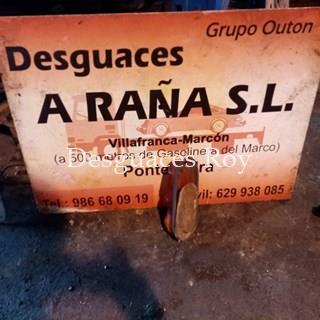 Grupo Outon
Desguaces
A RAÑA S.L.
Villafranca-Marcón
(a 500 metros de Gasolinera del Marco)
Desguaces Roy
Tel.: 986 68 09 19 629 938 085